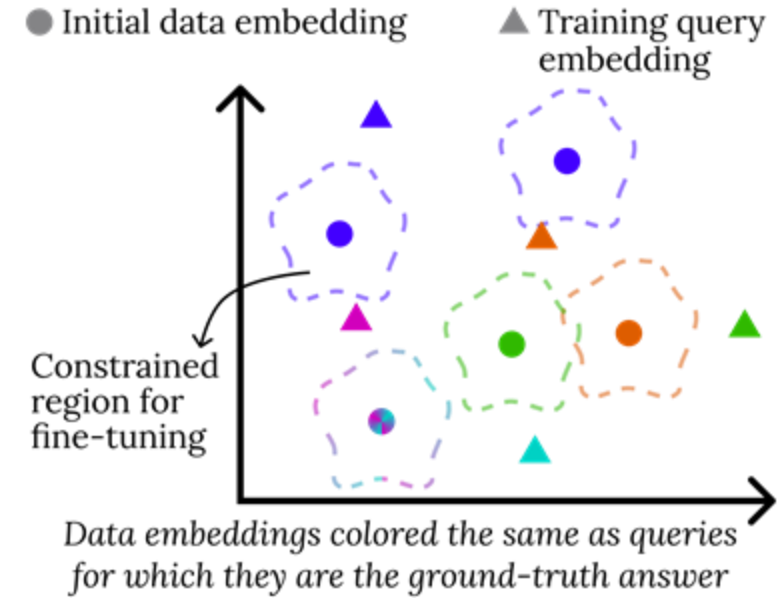 Initial data embedding
Training query
embedding
Constrained
region for
fine-tuning
Data embeddings colored the same as queries
for which they are the ground-truth answer